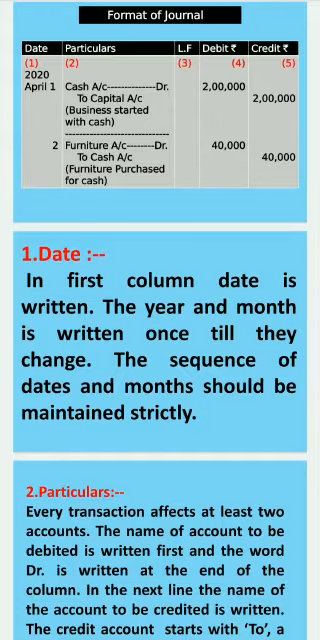 Format of Journal
Date Particulars L.F Debit ₹ Credit ₹
(1) (2) (3) (4) (5)
2020
April 1 Cash A/c--------------Dr. 2,00,000
To Capital A/c 2,00,000
(Business started
with cash)
------------------------------
2 Furniture A/c--------Dr. 40,000
To Cash A/c 40,000
(Furniture Purchased
for cash)
1.Date :--
In first column date is
written. The year and month
is written once till they
change. The sequence of
dates and months should be
maintained strictly.
2.Particulars:--
Every transaction affects at least two
accounts. The name of account to be
debited is written first and the word
Dr. is written at the end of the
column. In the next line the name of
the account to be credited is written.
The credit account starts with ‘To’, a